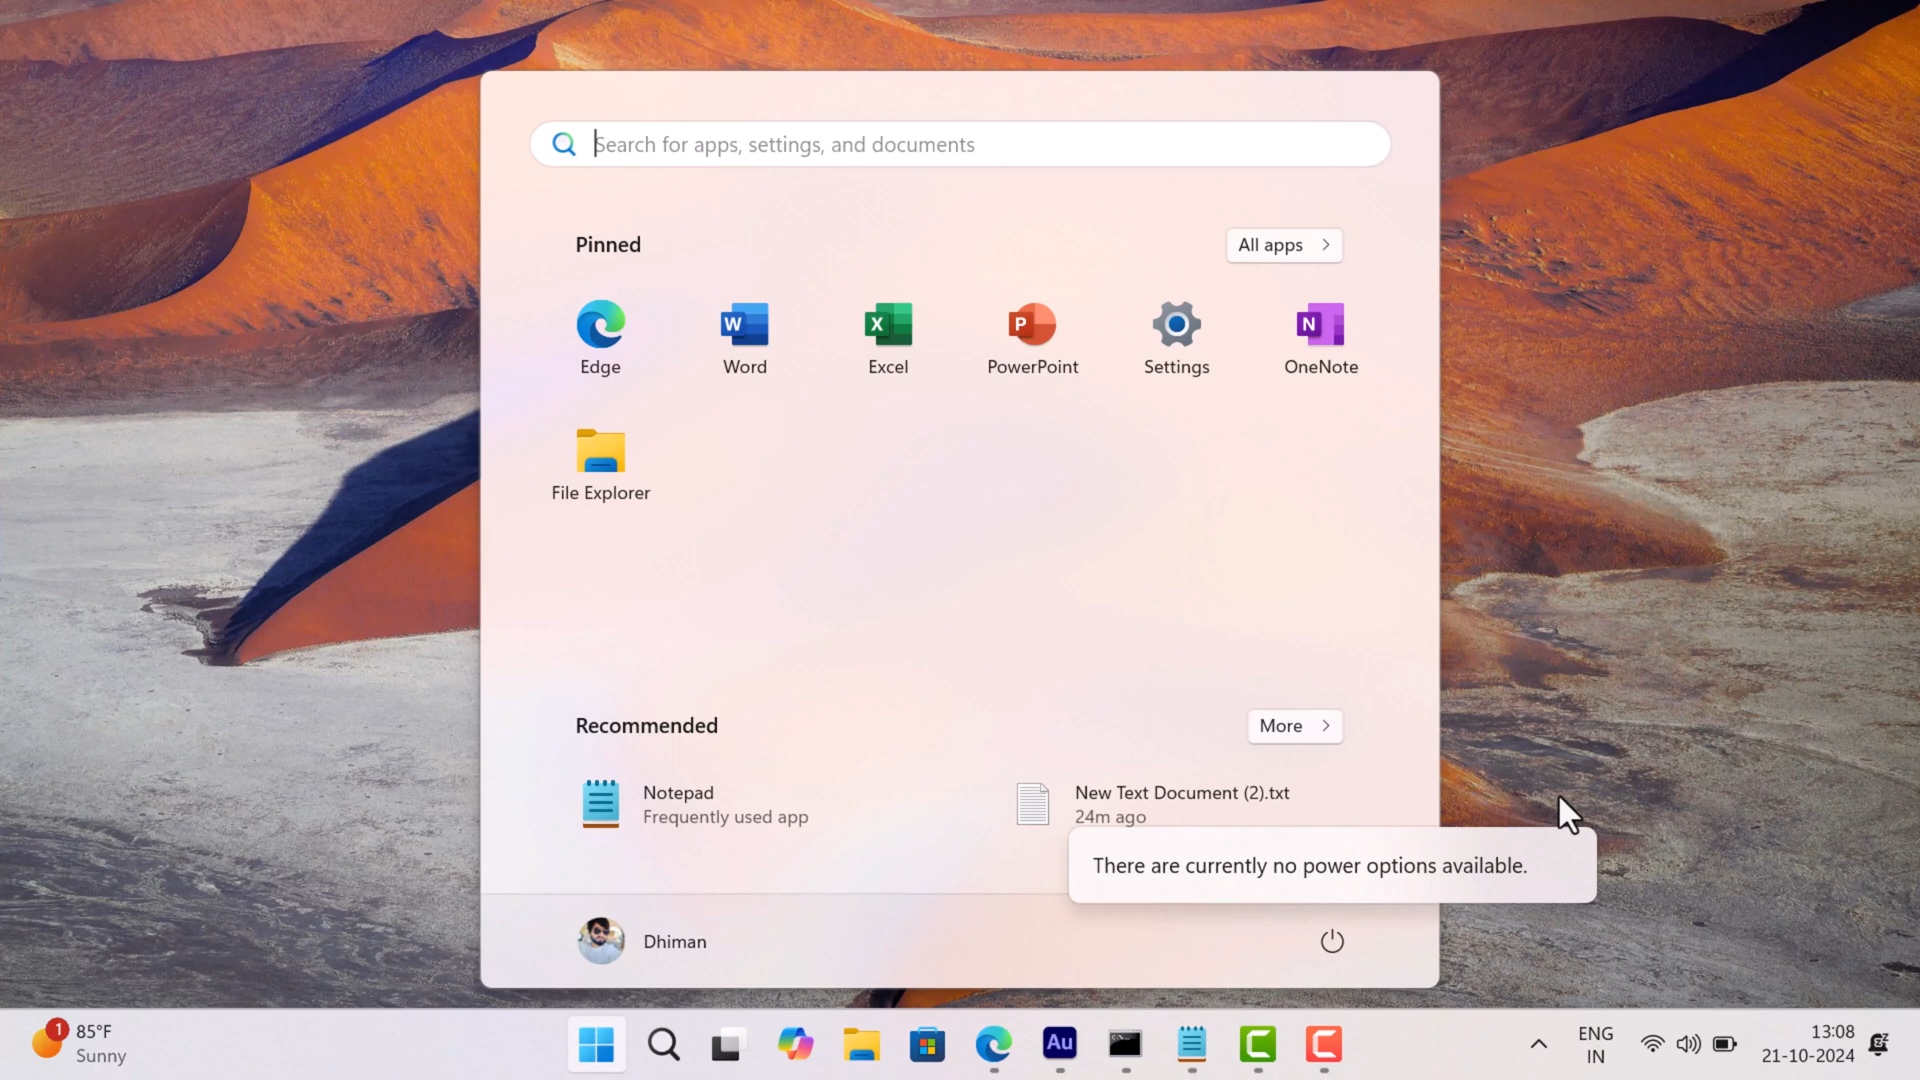 Search for apps, settings, and documents
Pinned
All apps
W
X
P
N
Edge
Word
Excel
PowerPoint
Settings
OneNote
File Explorer
Recommended
More
Notepad
Frequently used app
New Text Document (2).txt
24m ago
There are currently no power options available.
Dhiman
1
85°F
Sunny
Au
ENG
IN
13:08
21-10-2024